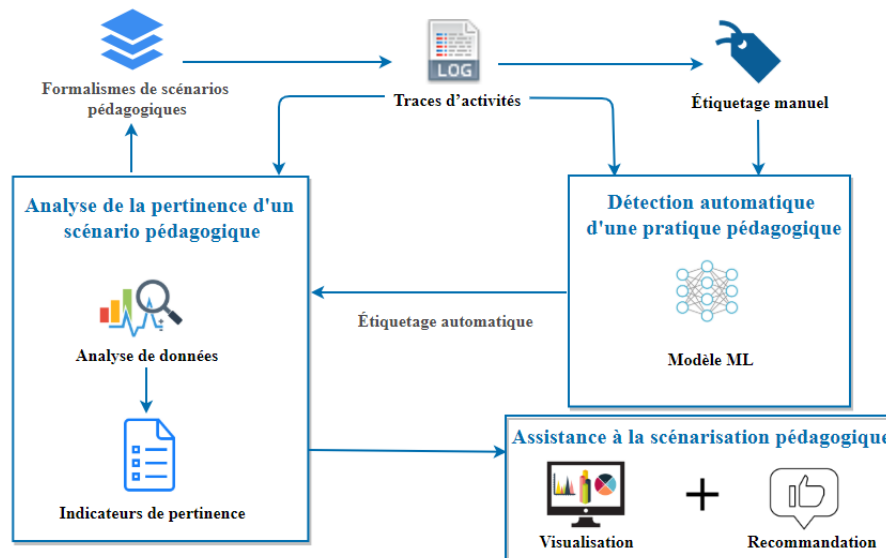 LOG
Formalismes de scénarios
pédagogiques
Traces d'activités
Étiquetage manuel
Analyse de la pertinence d'un
scénario pédagogique
Détection automatique
d'une pratique pédagogique
Étiquetage automatique
Analyse de données
Modèle ML
Assistance à la scénarisation pédagogique
Indicateurs de pertinence
+
Visualisation
Recommandation